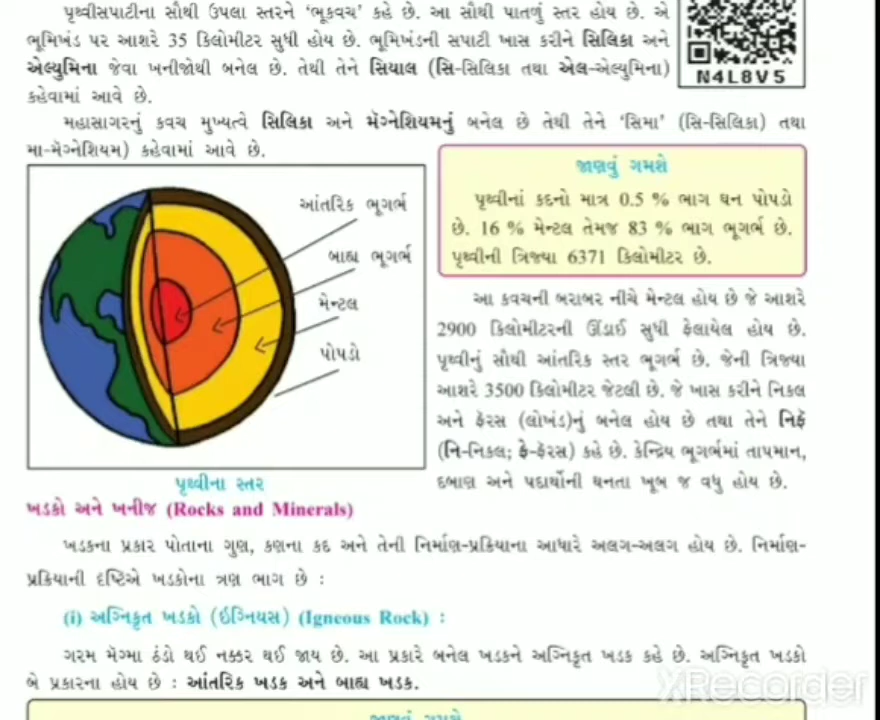 પૃથ્વીસપાટીના સૌથી ઉપલા સ્તરને ‘ભૂકવચ’ કહે છે. આ સૌથી પાતળું સ્તર હોય છે. એ
ભૂમિખંડ પર આશરે 35 કિલોમીટર સુધી હોય છે. ભૂમિખંડની સપાટી ખાસ કરીને સિલિકા અને
એલ્યુમિના જેવા ખનીજોથી બનેલ છે. તેથી તેને સિયાલ (સિ-સિલિકા તથા એલ-એલ્યુમિના)
કહેવામાં આવે છે.
N4L8V5
મહાસાગરનું કવચ મુખ્યત્વે સિલિકા અને મૅગ્નેશિયમનું બનેલ છે તેથી તેને ‘સિમા’ (સિ-સિલિકા) તથા
મા-મૅગ્નેશિયમ) કહેવામાં આવે છે.
આંતરિક ભૂગર્ભ
બાહ્ય ભૂગર્ભ
મેન્ટલ
પોપડો
પૃથ્વીના સ્તર
જાણવું ગમશે
પૃથ્વીનાં કદનો માત્ર 0.5 % ભાગ ઘન પોપડો
છે. 16 % મેન્ટલ તેમજ 83 % ભાગ ભૂગર્ભ છે.
પૃથ્વીની ત્રિજ્યા 6371 કિલોમીટર છે.
આ કવચની બરાબર નીચે મેન્ટલ હોય છે જે આશરે
2900 કિલોમીટરની ઊંડાઈ સુધી ફેલાયેલ હોય છે.
પૃથ્વીનું સૌથી આંતરિક સ્તર ભૂગર્ભ છે. જેની ત્રિજ્યા
આશરે 3500 કિલોમીટર જેટલી છે. જે ખાસ કરીને નિકલ
અને ફૅરસ (લોખંડ)નું બનેલ હોય છે તથા તેને નિફૅ
(નિ-નિકલ; ફે-ફૅરસ) કહે છે. કેન્દ્રિય ભૂગર્ભમાં તાપમાન,
દબાણ અને પદાર્થોની ઘનતા ખૂબ જ વધુ હોય છે.
ખડકો અને ખનીજ (Rocks and Minerals)
ખડકના પ્રકાર પોતાના ગુણ, કણના કદ અને તેની નિર્માણ-પ્રક્રિયાના આધારે અલગ-અલગ હોય છે. નિર્માણ-
પ્રક્રિયાની દૃષ્ટિએ ખડકોના ત્રણ ભાગ છે :
(i) અગ્નિકૃત ખડકો (ઇગ્નિયસ) (Igneous Rock) :
ગરમ મૅગ્મા ઠંડો થઈ નક્કર થઈ જાય છે. આ પ્રકારે બનેલ ખડકને અગ્નિકૃત ખડક કહે છે. અગ્નિકૃત ખડકો
બે પ્રકારના હોય છે : આંતરિક ખડક અને બાહ્ય ખડક.
XRecorder
જાણવું ગમશે